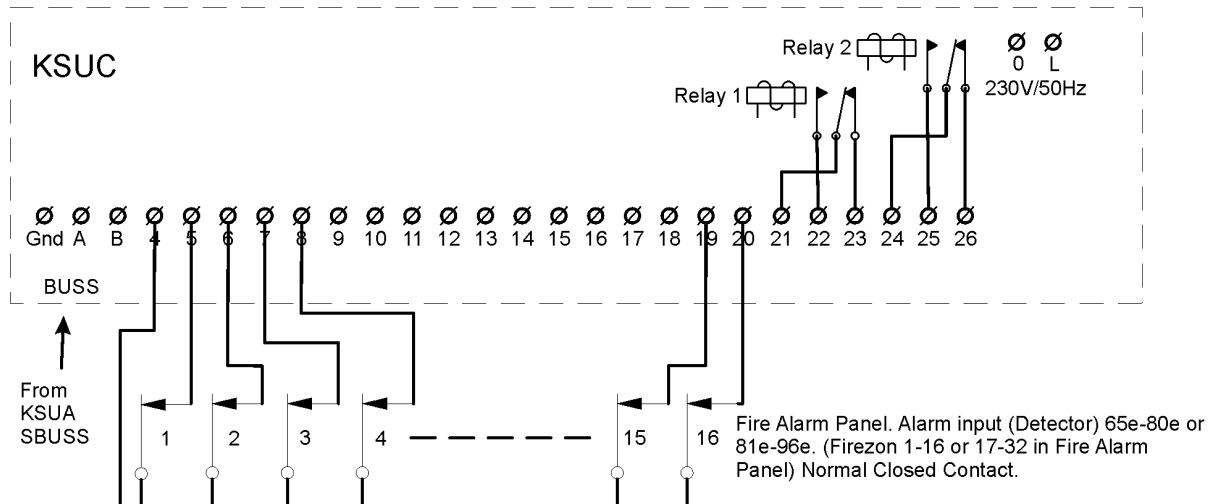 KSUC
Relay 2
0 L
230V/50Hz
Relay 1
Gnd A B 4 5 6 7 8 9 10 11 12 13 14 15 16 17 18 19 20 21 22 23 24 25 26
BUSS
From
KSUA
SBUSS
1 2 3 4 15 16
Fire Alarm Panel. Alarm input (Detector) 65e-80e or
81e-96e. (Firezon 1-16 or 17-32 in Fire Alarm
Panel) Normal Closed Contact.